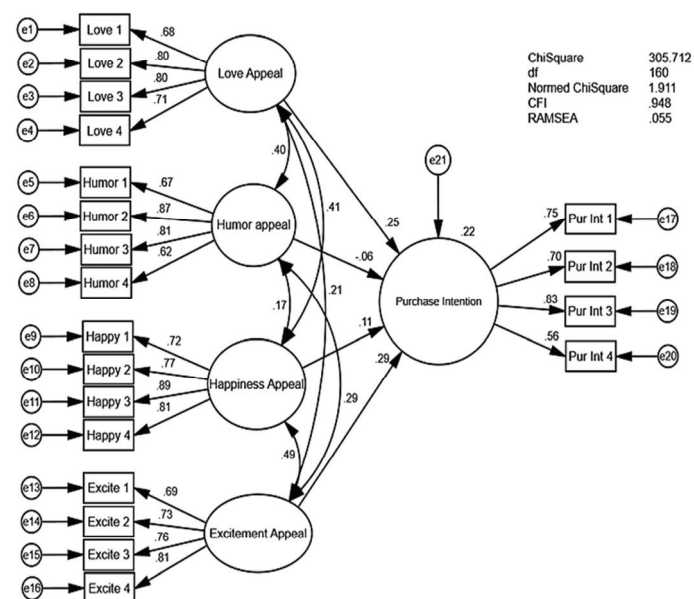 e1 Love 1 .68
e2 Love 2 .80
e3 Love 3 .80
e4 Love 4 .71
Love Appeal
ChiSquare 305.712
df 160
Normed ChiSquare 1.911
CFI .948
RAMSEA .055
.40
e5 Humor 1 .67
e6 Humor 2 .87
e7 Humor 3 .81
e8 Humor 4 .62
Humor appeal
.41
.25
-.06
.21
.17
.11
.29
.29
e21
.22
Purchase Intention
.75 Pur Int 1 e17
.70 Pur Int 2 e18
.83 Pur Int 3 e19
.56 Pur Int 4 e20
e9 Happy 1 .72
e10 Happy 2 .77
e11 Happy 3 .89
e12 Happy 4 .81
Happiness Appeal
.49
e13 Excite 1 .69
e14 Excite 2 .73
e15 Excite 3 .76
e16 Excite 4 .81
Excitement Appeal